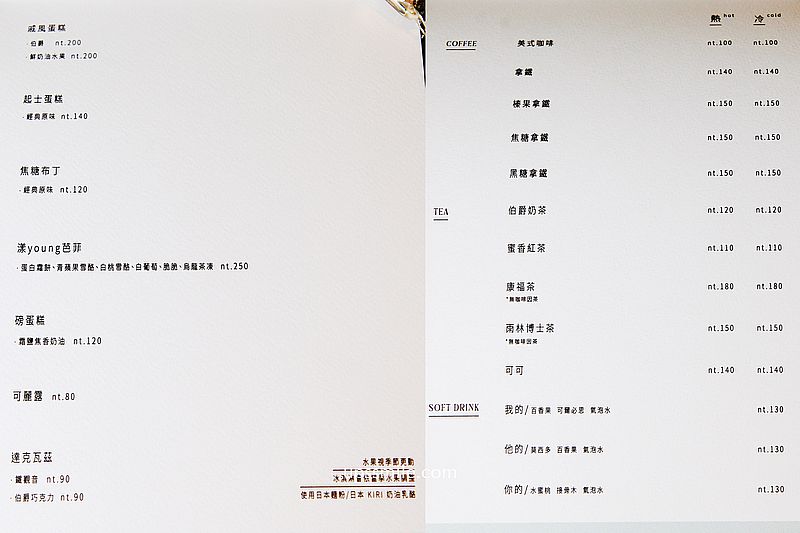 戚風蛋糕
·伯爵 nt.200
·鮮奶油水果 nt.200
起士蛋糕
·經典原味 nt.140
焦糖布丁
·經典原味 nt.120
漾young芭菲
·蛋白霜餅、青蘋果雪酪、白桃雪酪、白葡萄、脆脆、烏龍茶凍 nt.250
磅蛋糕
·霜鹽焦香奶油 nt.120
可麗露 nt.80
達克瓦茲
·鐵觀音 nt.90
·伯爵巧克力 nt.90
水果視季節更動
使用日本麵粉/日本 KIRI 奶油乳酪
熱 hot 冷 cold
COFFEE 美式咖啡 nt.100 nt.100
拿鐵 nt.140 nt.140
榛果拿鐵 nt.150 nt.150
焦糖拿鐵 nt.150 nt.150
黑糖拿鐵 nt.150 nt.150
TEA 伯爵奶茶 nt.120 nt.120
蜜香紅茶 nt.110 nt.110
康福茶 nt.180 nt.180
*無咖啡因茶
雨林博士茶 nt.150 nt.150
*無咖啡因茶
可可 nt.140 nt.140
SOFT DRINK 我的/百香果 可爾必思 氣泡水 nt.130
他的/莫西多 百香果 氣泡水 nt.130
你的/水蜜桃 接骨木 氣泡水 nt.130